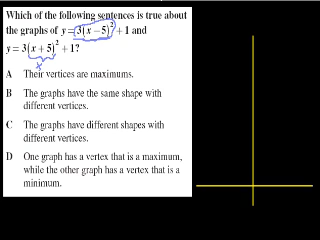 Which of the following sentences is true about
the graphs of y = 3(x − 5)² + 1 and
y = 3(x + 5)² + 1?
A Their vertices are maximums.
B The graphs have the same shape with
different vertices.
C The graphs have different shapes with
different vertices.
D One graph has a vertex that is a maximum,
while the other graph has a vertex that is a
minimum.